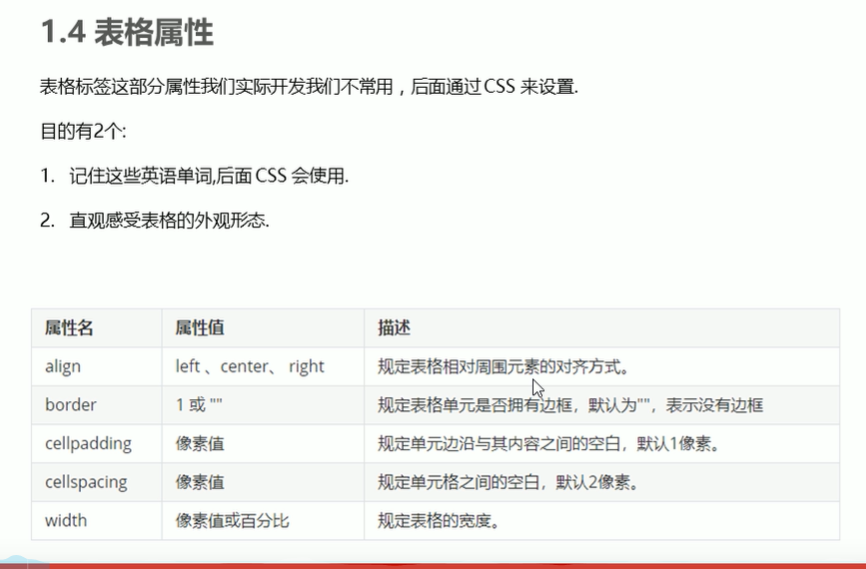 1.4 表格属性
表格标签这部分属性我们实际开发我们不常用，后面通过 CSS 来设置.
目的有2个:
1. 记住这些英语单词,后面 CSS 会使用.
2. 直观感受表格的外观形态.
属性名 属性值 描述
align left 、center、 right 规定表格相对周围元素的对齐方式。
border 1 或 "" 规定表格单元是否拥有边框，默认为""，表示没有边框
cellpadding 像素值 规定单元边沿与其内容之间的空白，默认1像素。
cellspacing 像素值 规定单元格之间的空白，默认2像素。
width 像素值或百分比 规定表格的宽度。